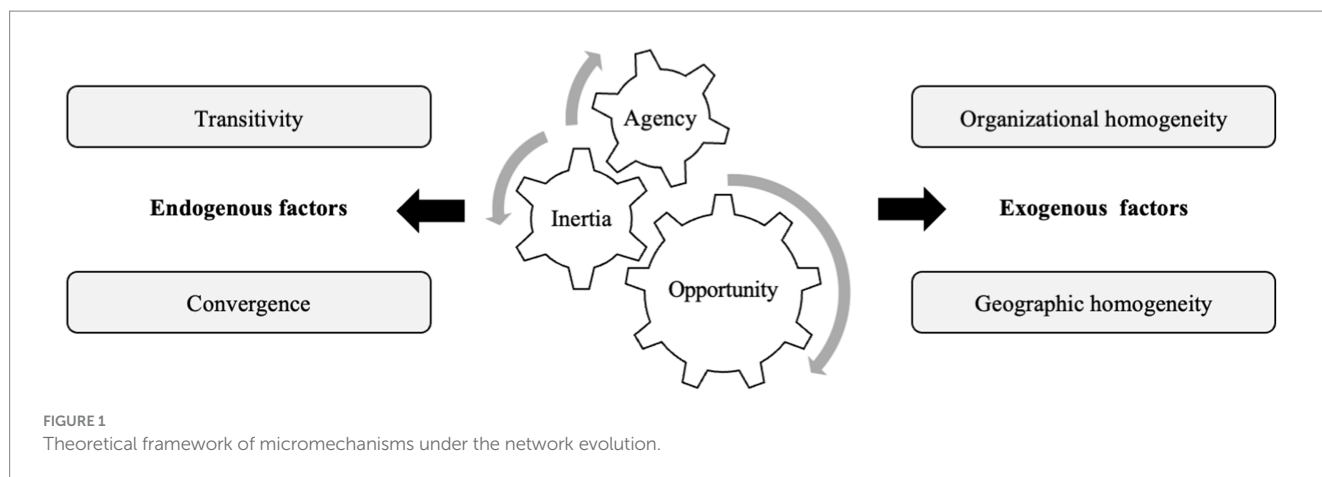 Transitivity
Endogenous factors
Convergence
Agency
Inertia
Opportunity
Organizational homogeneity
Exogenous factors
Geographic homogeneity
FIGURE 1
Theoretical framework of micromechanisms under the network evolution.